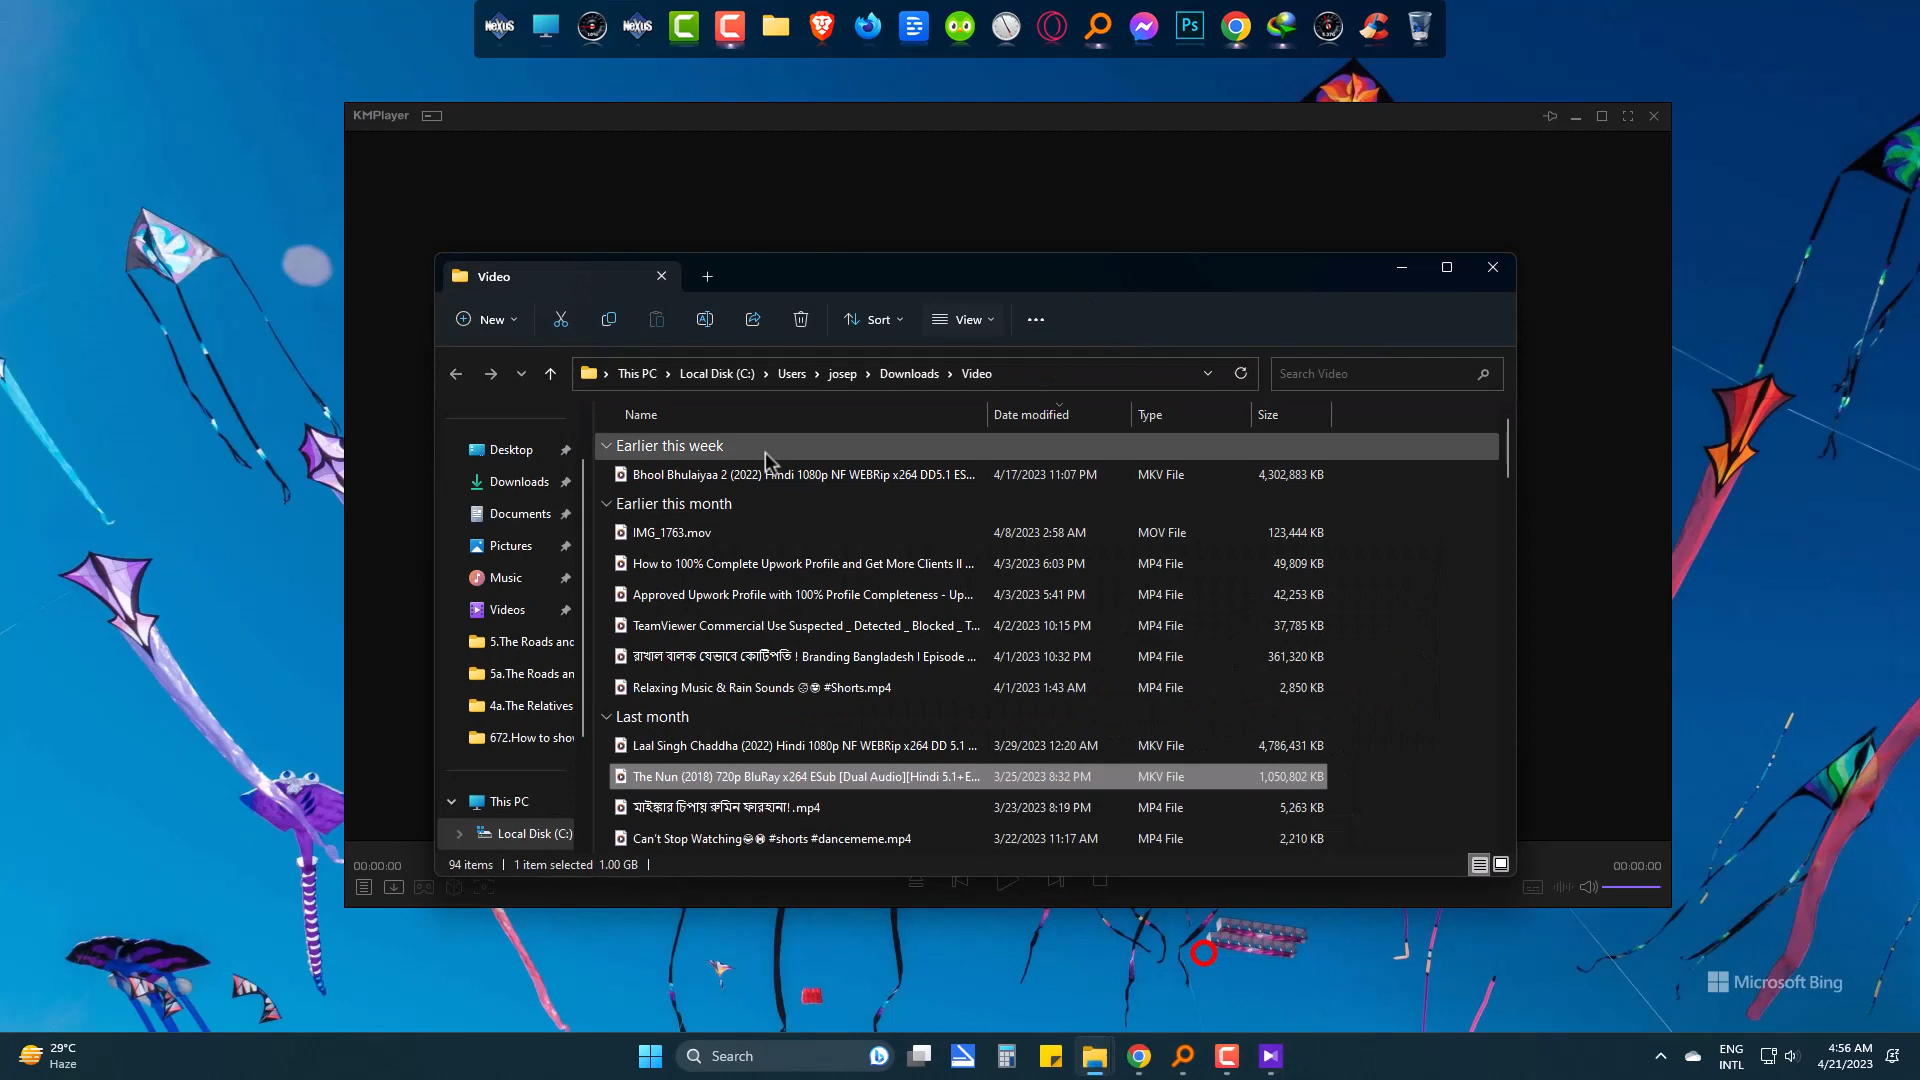 NEXUS
NEXUS
Ps
KMPlayer
Video
New
Sort
View
This PC
Local Disk (C:)
Users
josep
Downloads
Video
Search Video
Name
Date modified
Type
Size
Desktop
Downloads
Documents
Pictures
Music
Videos
5.The Roads and
5a.The Roads an
4a.The Relatives
672.How to show
This PC
Local Disk (C:)
Earlier this week
Bhool Bhulaiyaa 2 (2022) Hindi 1080p NF WEBRip x264 DD5.1 ES... 4/17/2023 11:07 PM MKV File 4,302,883 KB
Earlier this month
IMG_1763.mov 4/8/2023 2:58 AM MOV File 123,444 KB
How to 100% Complete Upwork Profile and Get More Clients ll ... 4/3/2023 6:03 PM MP4 File 49,809 KB
Approved Upwork Profile with 100% Profile Completeness - Up... 4/3/2023 5:41 PM MP4 File 42,253 KB
TeamViewer Commercial Use Suspected _ Detected _ Blocked _ T... 4/2/2023 10:15 PM MP4 File 37,785 KB
রাখাল বালক যেভাবে কোটিপতি ! Branding Bangladesh l Episode ... 4/1/2023 10:32 PM MP4 File 361,320 KB
Relaxing Music & Rain Sounds #Shorts.mp4 4/1/2023 1:43 AM MP4 File 2,850 KB
Last month
Laal Singh Chaddha (2022) Hindi 1080p NF WEBRip x264 DD 5.1 ... 3/29/2023 12:20 AM MKV File 4,786,431 KB
The Nun (2018) 720p BluRay x264 ESub [Dual Audio][Hindi 5.1+E... 3/25/2023 8:32 PM MKV File 1,050,802 KB
মাইঙ্কার চিপায় রুমিন ফারহানা! .mp4 3/23/2023 8:19 PM MP4 File 5,263 KB
Can't Stop Watching #shorts #dancememe.mp4 3/22/2023 11:17 AM MP4 File 2,210 KB
94 items
1 item selected 1.00 GB
00:00:00
00:00:00
Microsoft Bing
29°C
Haze
Search
ENG
INTL
4:56 AM
4/21/2023